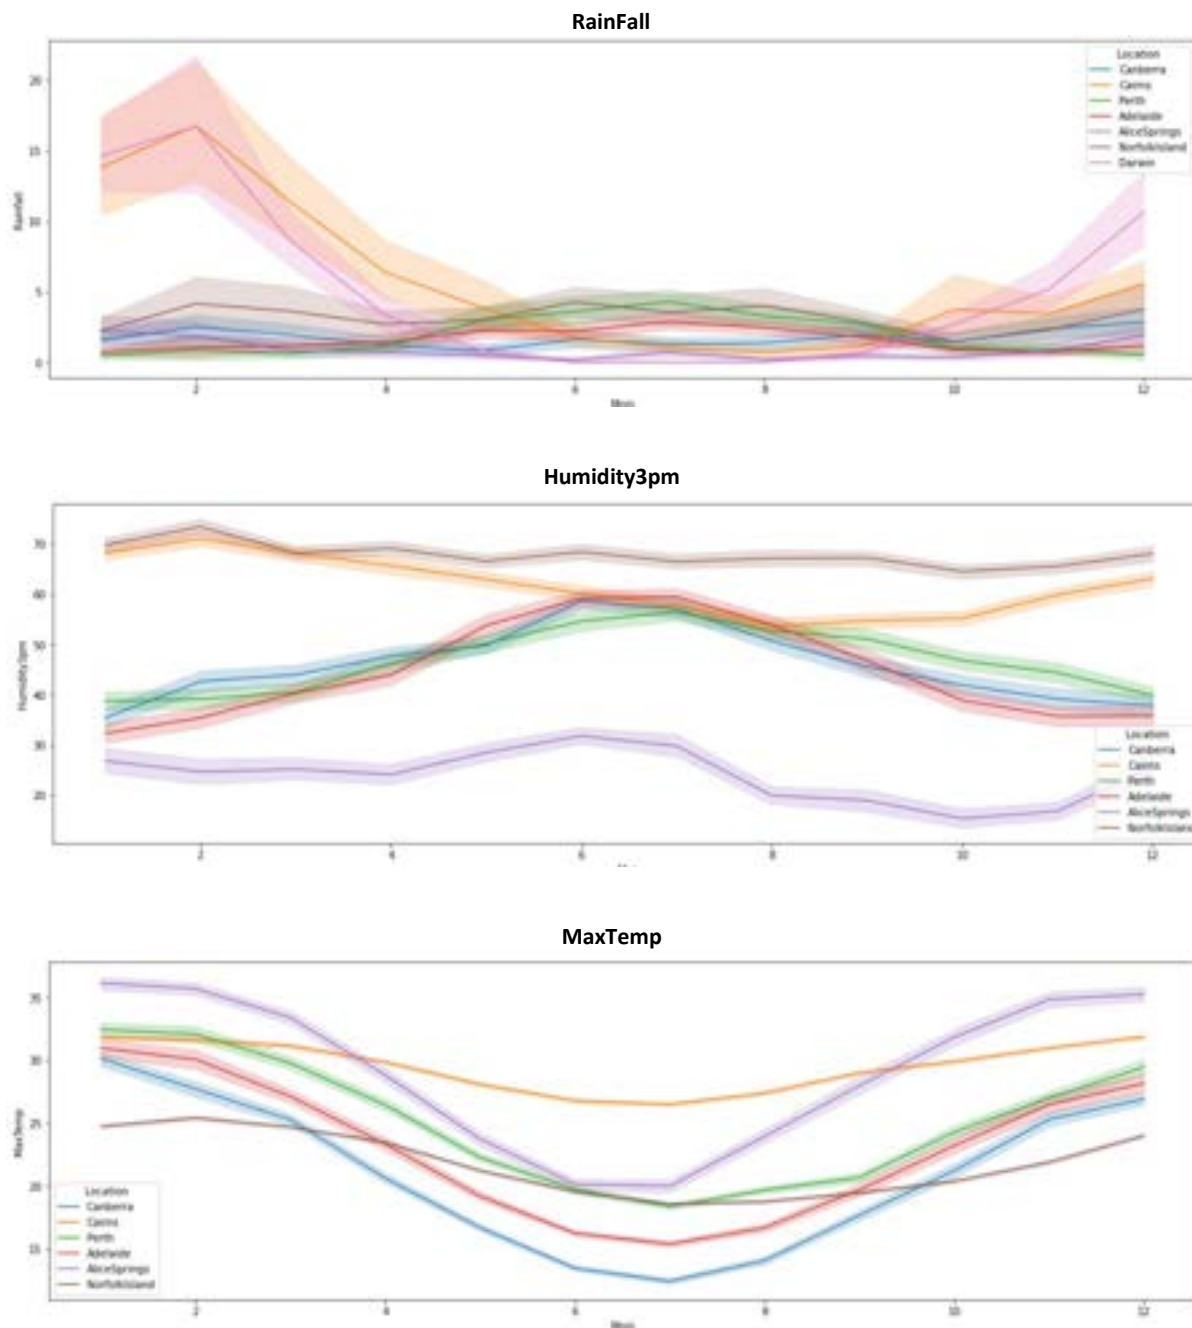 RainFall
20
15
10
5
0
Rainfall
Location
Canberra
Cairns
Perth
Adelaide
AliceSprings
NorfolkIsland
Darwin
2
4
6
8
10
12
Humidity3pm
70
60
50
40
30
20
Humidity3pm
Location
Canberra
Cairns
Perth
Adelaide
AliceSprings
NorfolkIsland
2
4
6
8
10
12
MaxTemp
35
30
25
20
15
MaxTemp
Location
Canberra
Cairns
Perth
Adelaide
AliceSprings
NorfolkIsland
2
4
6
8
10
12